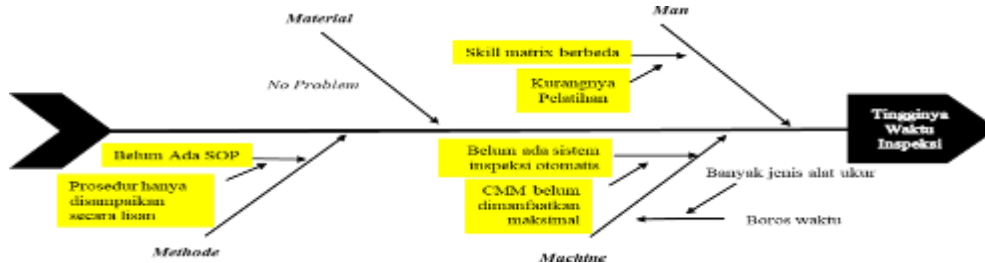 Material
Man
Skill matrix berbeda
No Problem
Kurangnya
Pelatihan
Tingginya
Waktu
Inspeksi
Belum Ada SOP
Prosedur hanya
disampaikan
secara lisan
Belum ada sistem
inspeksi otomatis
CMM belum
dimanfaatkan
maksimal
Banyak jenis alat ukur
Boros waktu
Methode
Machine